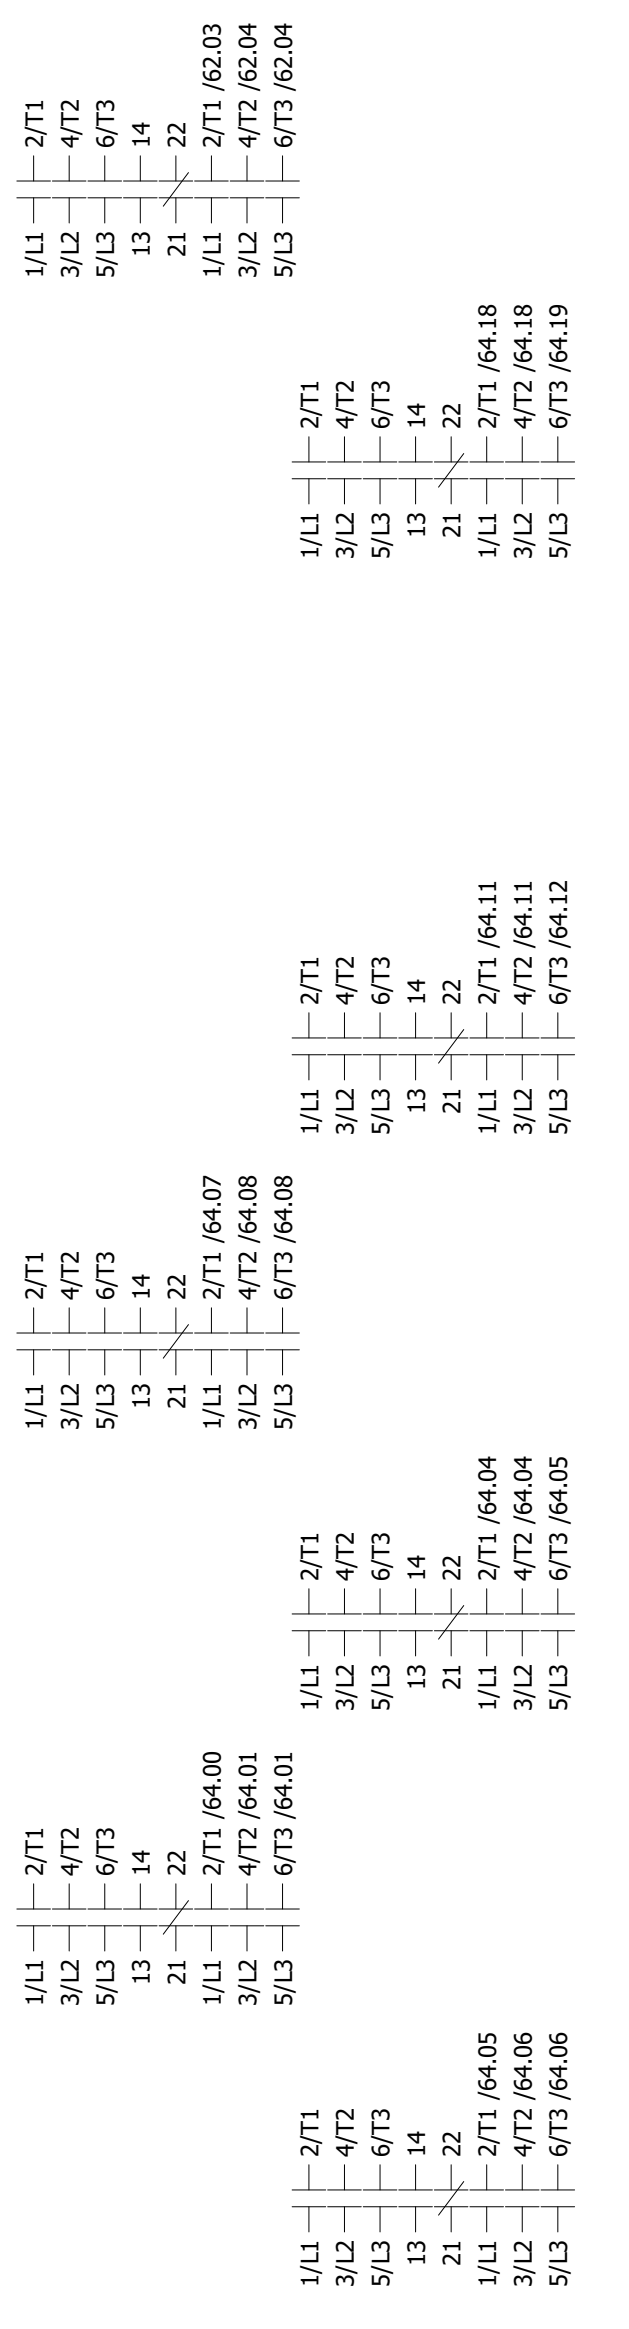 1/L1 2/T1
3/L2 4/T2
5/L3 6/T3
13 14
21 22
1/L1 2/T1 /64.00
3/L2 4/T2 /64.01
5/L3 6/T3 /64.01
1/L1 2/T1
3/L2 4/T2
5/L3 6/T3
13 14
21 22
1/L1 2/T1 /64.07
3/L2 4/T2 /64.08
5/L3 6/T3 /64.08
1/L1 2/T1
3/L2 4/T2
5/L3 6/T3
13 14
21 22
1/L1 2/T1 /62.03
3/L2 4/T2 /62.04
5/L3 6/T3 /62.04
1/L1 2/T1
3/L2 4/T2
5/L3 6/T3
13 14
21 22
1/L1 2/T1 /64.05
3/L2 4/T2 /64.06
5/L3 6/T3 /64.06
1/L1 2/T1
3/L2 4/T2
5/L3 6/T3
13 14
21 22
1/L1 2/T1 /64.04
3/L2 4/T2 /64.04
5/L3 6/T3 /64.05
1/L1 2/T1
3/L2 4/T2
5/L3 6/T3
13 14
21 22
1/L1 2/T1 /64.11
3/L2 4/T2 /64.11
5/L3 6/T3 /64.12
1/L1 2/T1
3/L2 4/T2
5/L3 6/T3
13 14
21 22
1/L1 2/T1 /64.18
3/L2 4/T2 /64.18
5/L3 6/T3 /64.19